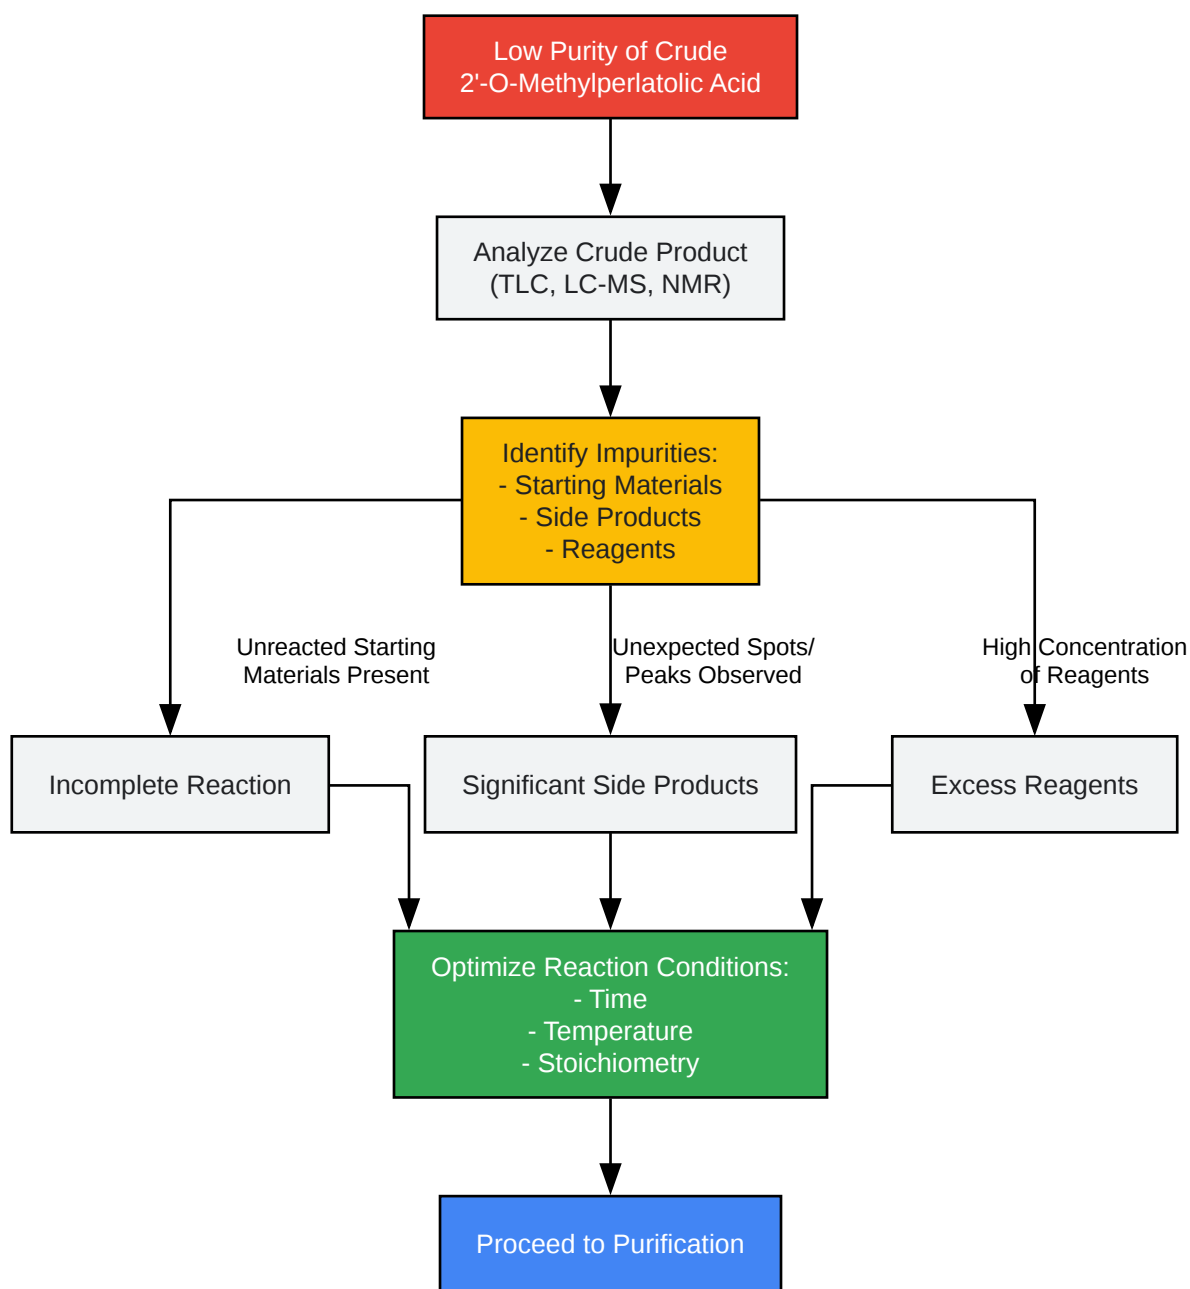 Low Purity of Crude
2'-O-Methylperlatolic Acid
Analyze Crude Product
(TLC, LC-MS, NMR)
Identify Impurities:
- Starting Materials
- Side Products
- Reagents
Unreacted Starting
Materials Present
Unexpected Spots/
Peaks Observed
High Concentration
of Reagents
Incomplete Reaction
Significant Side Products
Excess Reagents
Optimize Reaction Conditions:
- Time
- Temperature
- Stoichiometry
Proceed to Purification